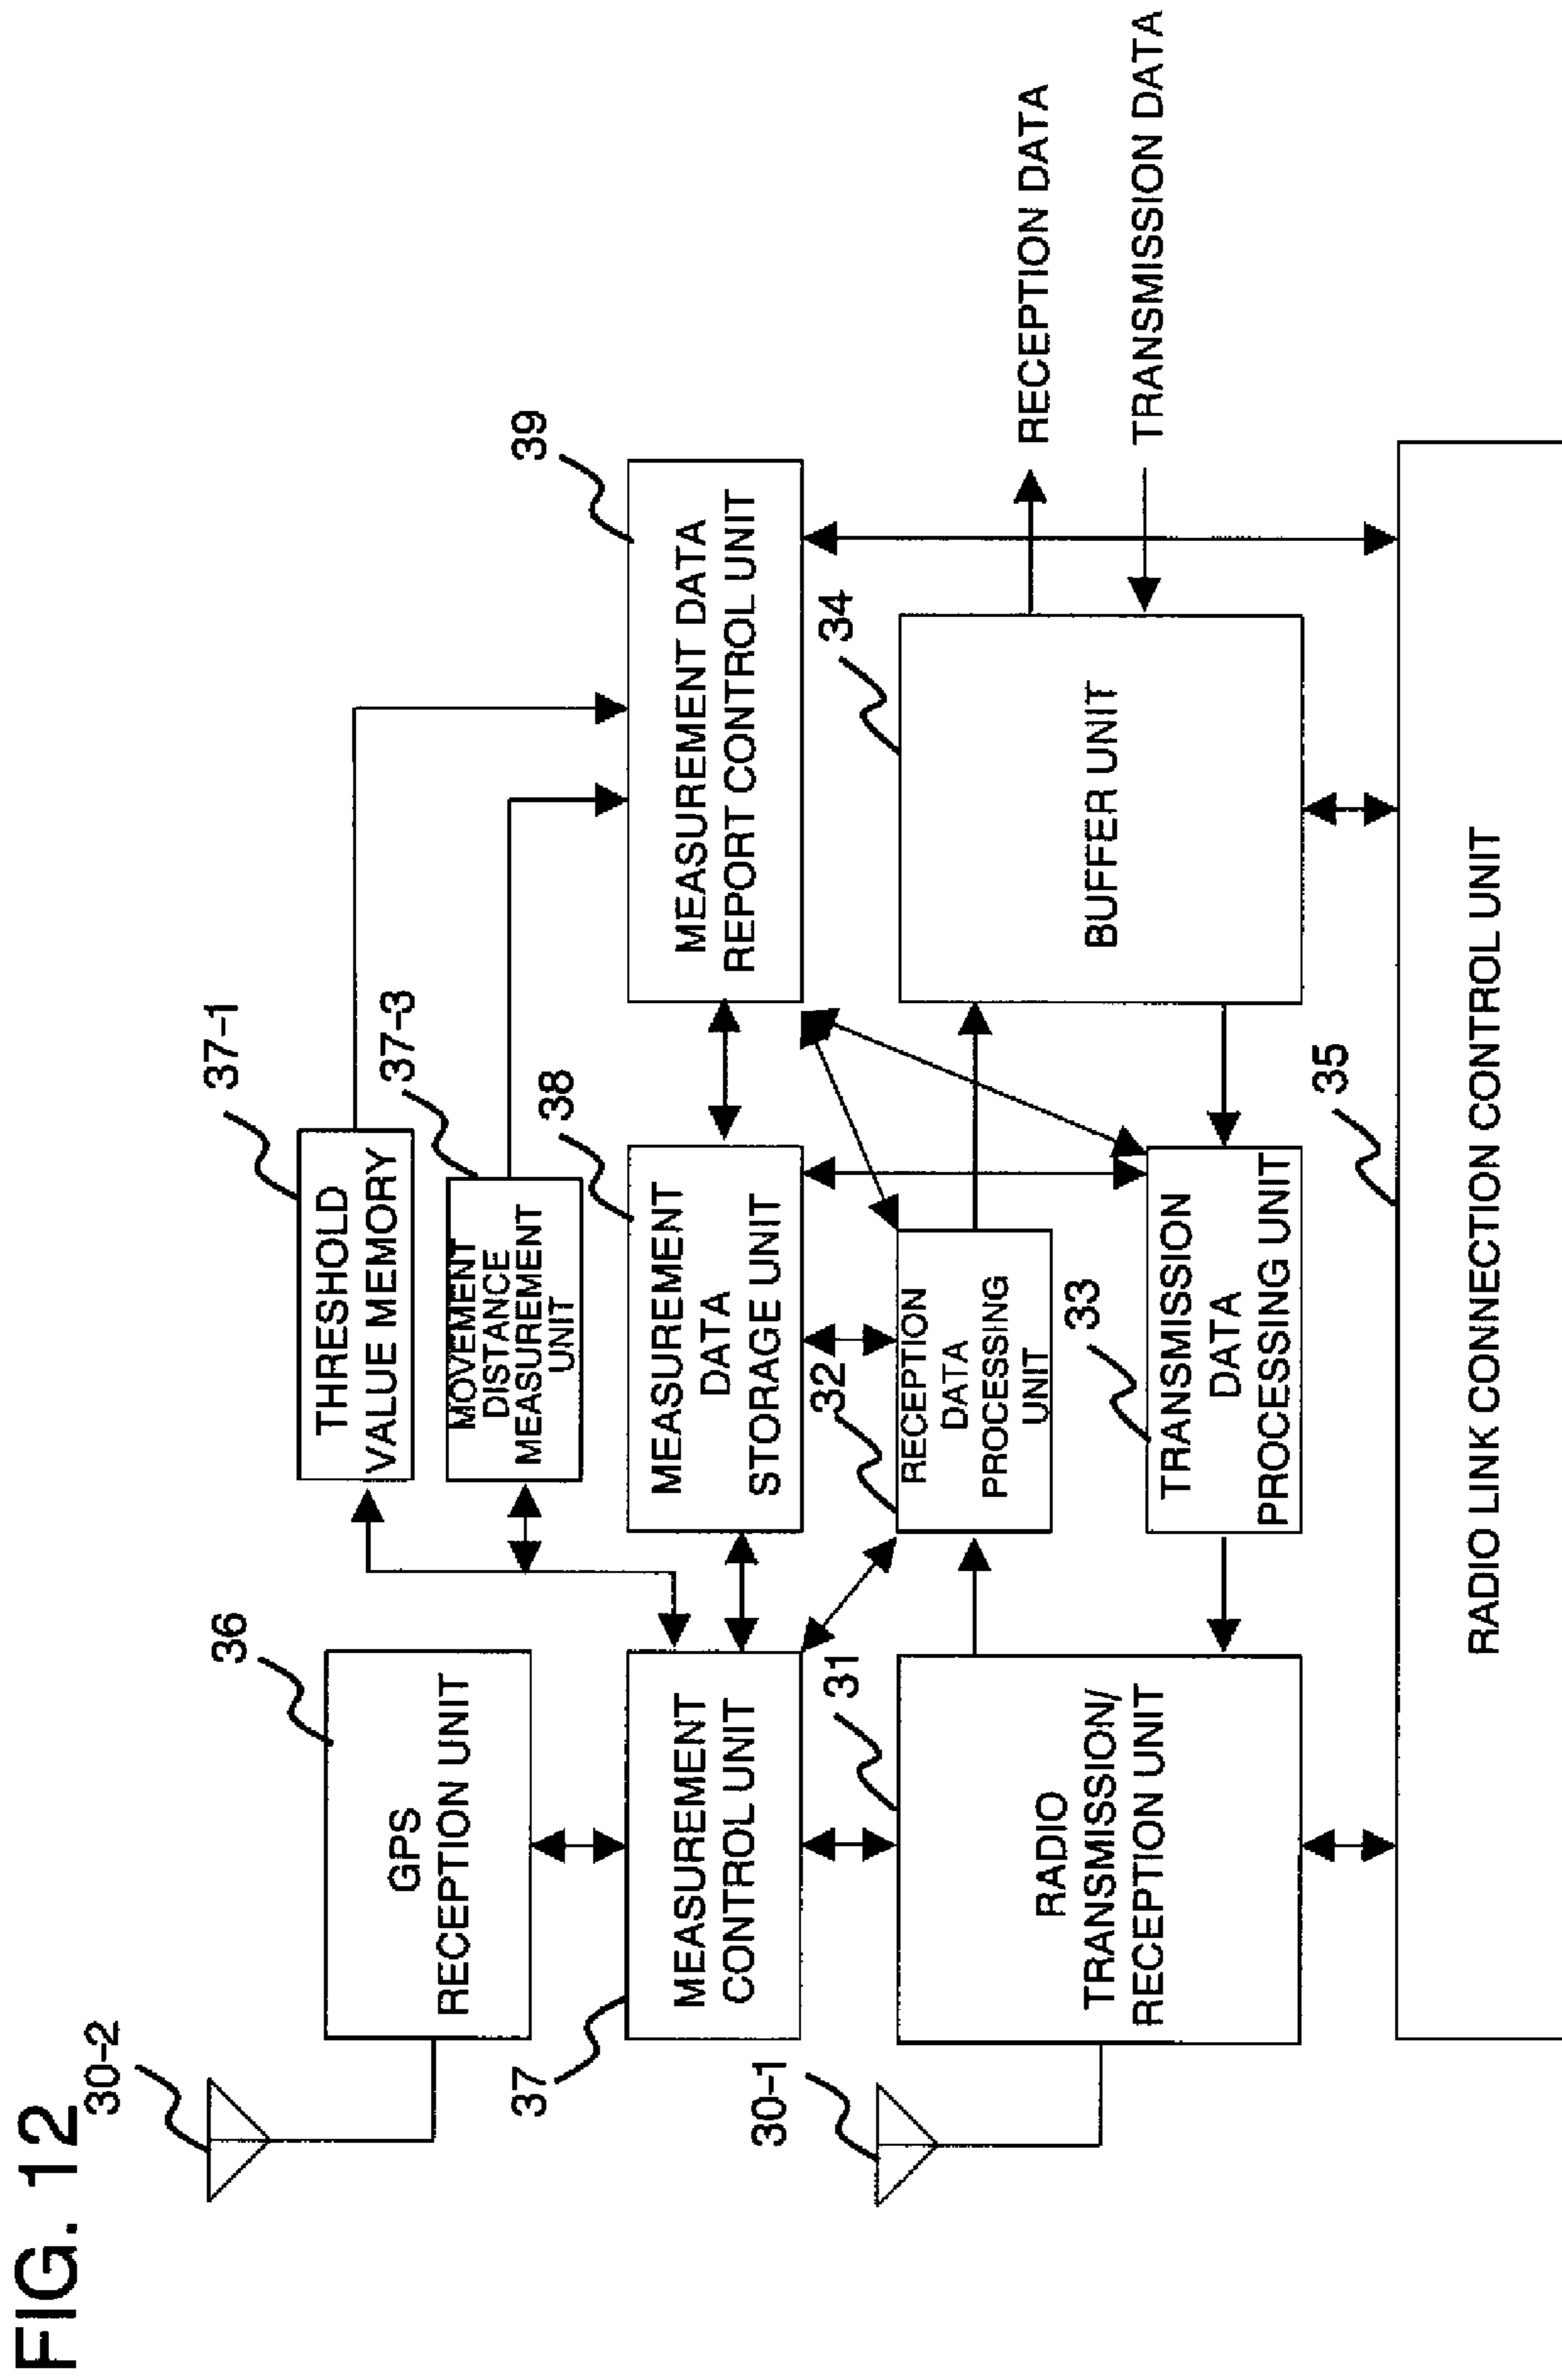 FIG. 12
30-2
36
GPS
RECEPTION UNIT
37-1
THRESHOLD
VALUE MEMORY
37-3
MOVEMENT
DISTANCE
MEASUREMENT
UNIT
37
MEASUREMENT
CONTROL UNIT
38
MEASUREMENT
DATA
STORAGE UNIT
39
MEASUREMENT DATA
REPORT CONTROL UNIT
30-1
31
RADIO
TRANSMISSION/
RECEPTION UNIT
32
RECEPTION
DATA
PROCESSING
UNIT
33
TRANSMISSION
DATA
PROCESSING UNIT
34
BUFFER UNIT
RECEPTION DATA
TRANSMISSION DATA
35
RADIO LINK CONNECTION CONTROL UNIT